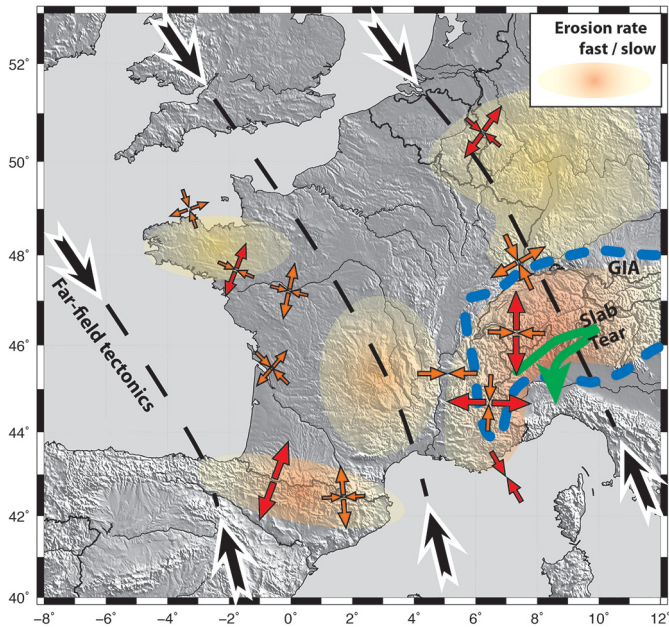 Erosion rate
fast / slow
52°
50°
48°
46°
44°
42°
40°
GIA
Slab
Tear
Far-field tectonics
−8° −6° −4° −2° 0° 2° 4° 6° 8° 10° 12°